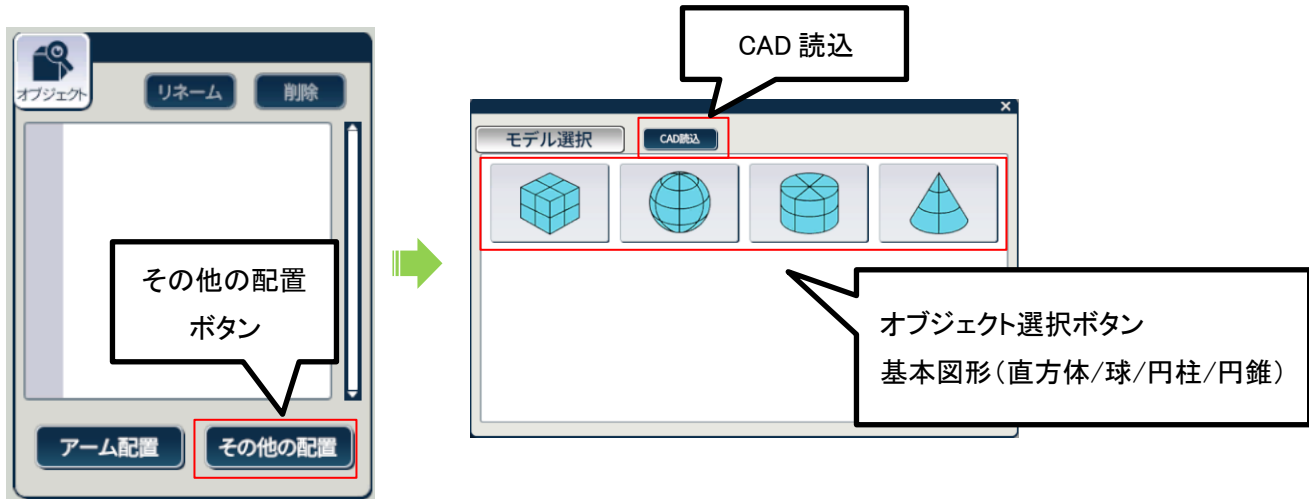 オブジェクト
リネーム
削除
その他の配置
ボタン
アーム配置
その他の配置
CAD 読込
×
モデル選択
CAD読込
オブジェクト選択ボタン
基本図形（直方体/球/円柱/円錐）